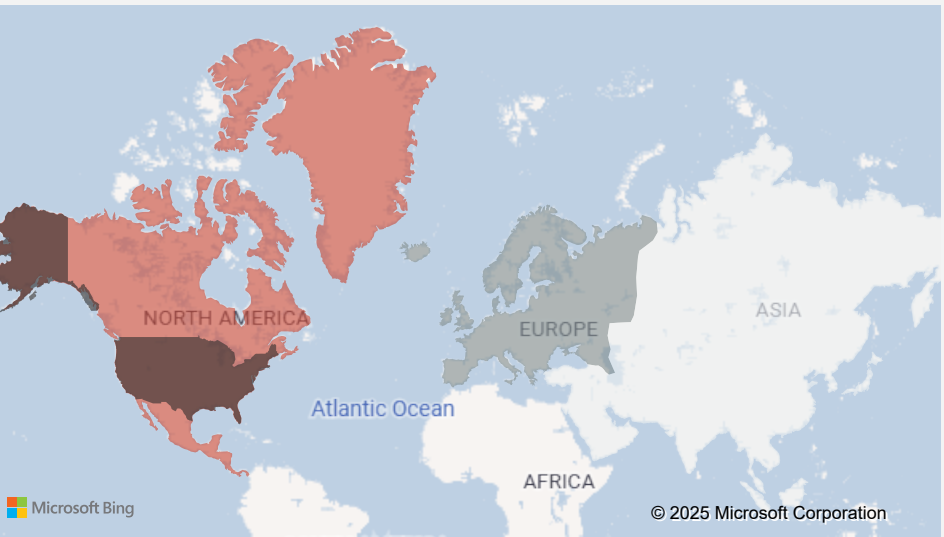 NORTH AMERICA
EUROPE
ASIA
Atlantic Ocean
AFRICA
Microsoft Bing
© 2025 Microsoft Corporation